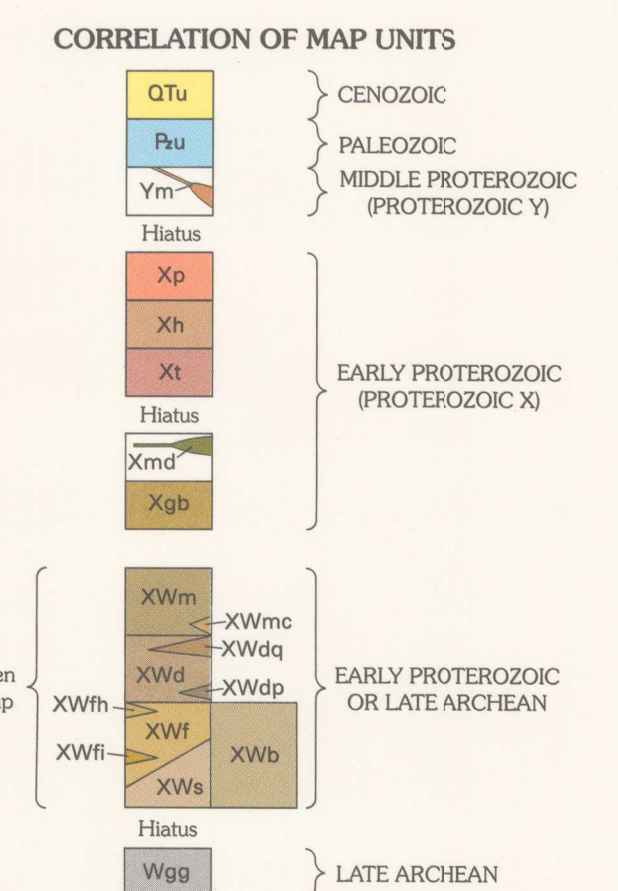 CORRELATION OF MAP UNITS
QTu
CENOZOIC
Pzu
PALEOZOIC
Ym
MIDDLE PROTEROZOIC
(PROTEROZOIC Y)
Hiatus
Xp
Xh
Xt
EARLY PROTEROZOIC
(PROTEROZOIC X)
Hiatus
Xmd
Xgb
XWm
XWmc
XWdq
XWd
XWdp
EARLY PROTEROZOIC
OR LATE ARCHEAN
XWfh
XWf
XWfi
XWb
XWs
Hiatus
Wgg
LATE ARCHEAN